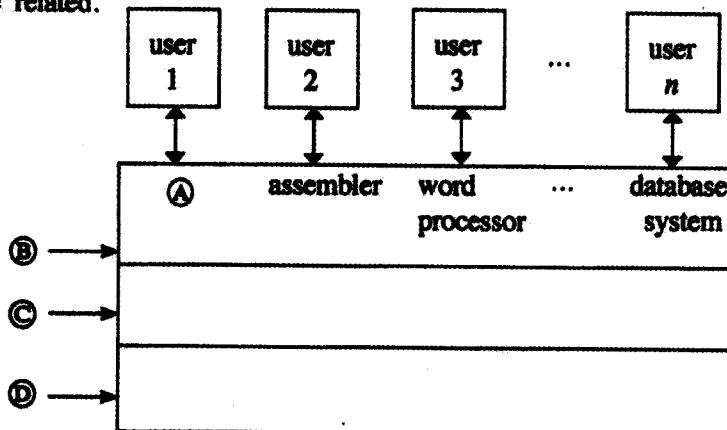 related.
user
1
user
2
user
3
...
user
n
Ⓐ
assembler
word
processor
...
database
system
Ⓑ
Ⓒ
Ⓓ